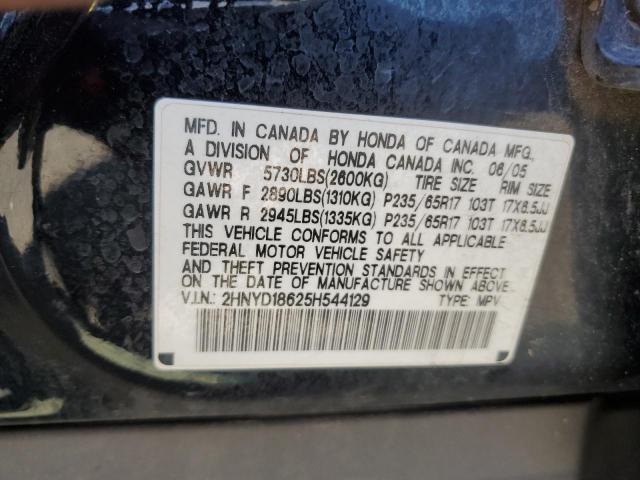 MFD. IN CANADA BY HONDA OF CANADA MFG.,
A DIVISION OF HONDA CANADA INC. 06/05
GVWR 5730LBS(2600KG) TIRE SIZE RIM SIZE
GAWR F 2890LBS(1310KG) P235/65R17 103T 17X6.5JJ
GAWR R 2945LBS(1335KG) P235/65R17 103T 17X6.5JJ
THIS VEHICLE CONFORMS TO ALL APPLICABLE
FEDERAL MOTOR VEHICLE SAFETY
AND THEFT PREVENTION STANDARDS IN EFFECT
ON THE DATE OF MANUFACTURE SHOWN ABOVE.
V.I.N.: 2HNYD18625H544129 TYPE: MPV